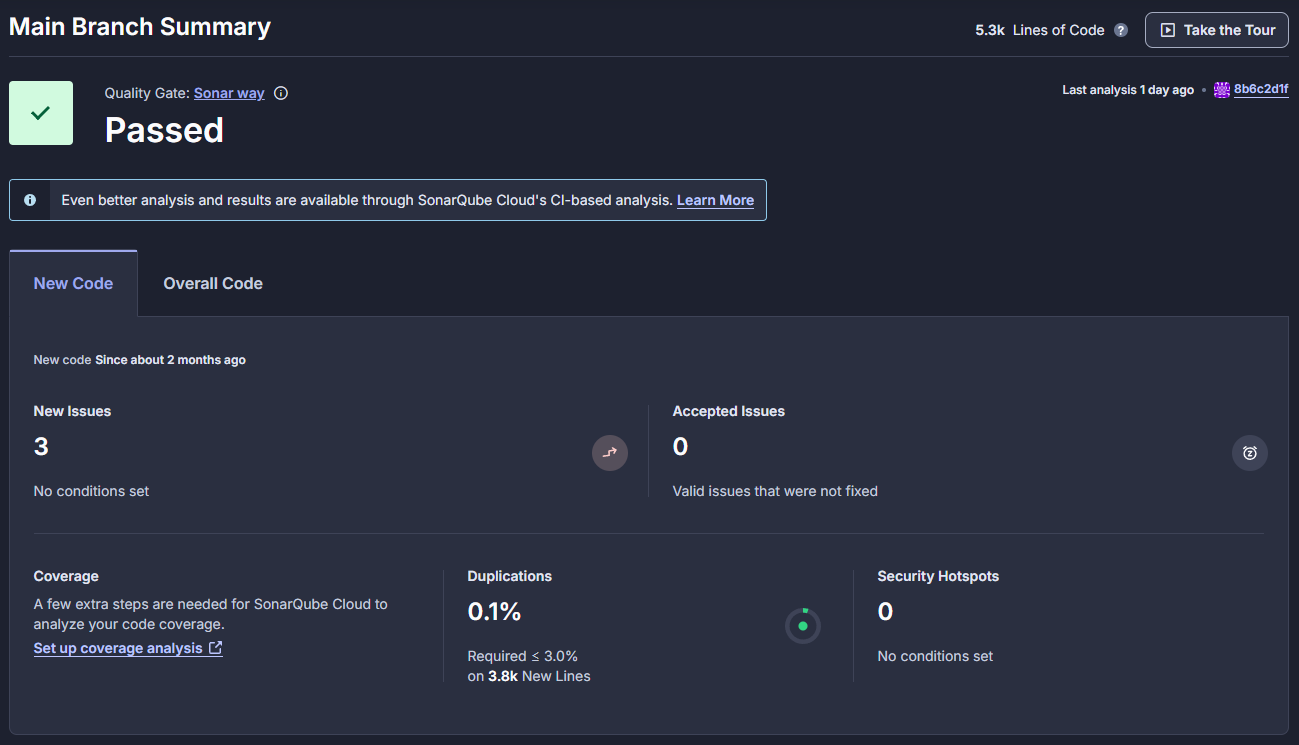 Main Branch Summary
5.3k Lines of Code ?
Take the Tour
Quality Gate: Sonar way
Passed
Last analysis 1 day ago • 8b6c2d1f
Even better analysis and results are available through SonarQube Cloud's CI-based analysis. Learn More
New Code
Overall Code
New code Since about 2 months ago
New Issues
3
No conditions set
Accepted Issues
0
Valid issues that were not fixed
Coverage
A few extra steps are needed for SonarQube Cloud to
analyze your code coverage.
Set up coverage analysis
Duplications
0.1%
Required ≤ 3.0%
on 3.8k New Lines
Security Hotspots
0
No conditions set